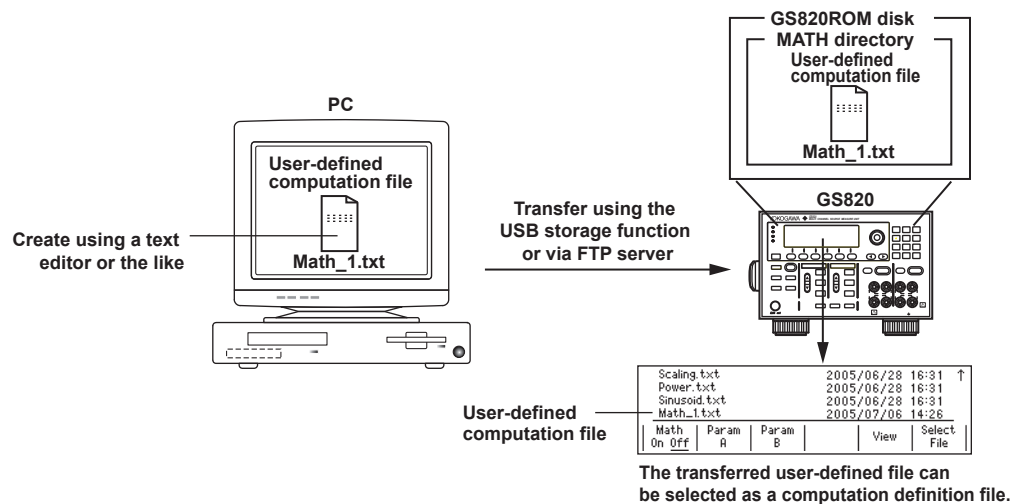 GS820ROM disk
MATH directory
User-defined
computation file
Math_1.txt
PC
User-defined
computation file
Math_1.txt
Create using a text
editor or the like
Transfer using the
USB storage function
or via FTP server
GS820
YOKOGAWA
Scaling.txt 2005/06/28 16:31 ↑
Power.txt 2005/06/28 16:31
Sinusoid.txt 2005/06/28 16:31
Math_1.txt 2005/07/06 14:26
User-defined
computation file
Math Param Param View Select
On Off A B File
The transferred user-defined file can
be selected as a computation definition file.